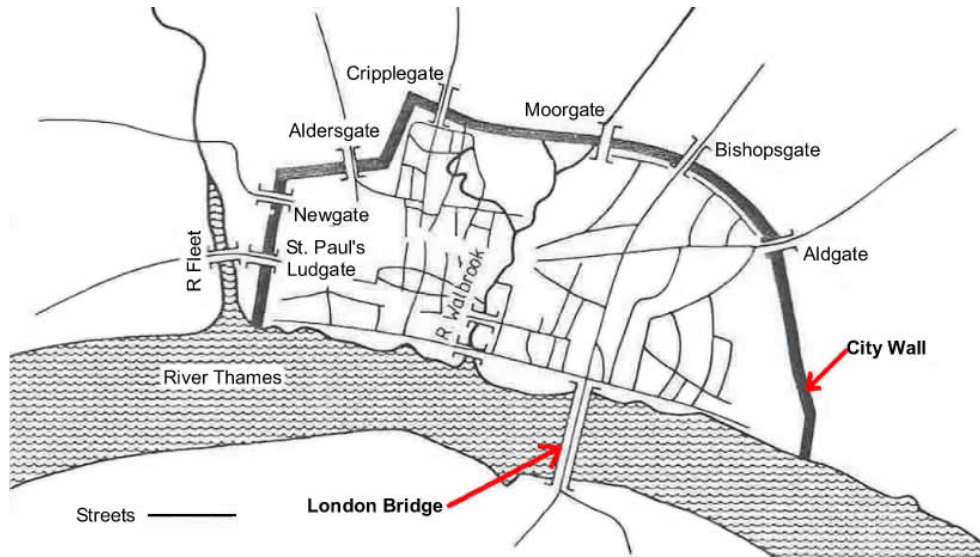 Cripplegate
Moorgate
Aldersgate
Bishopsgate
Newgate
R Fleet
St. Paul's
Ludgate
Aldgate
R Walbrook
City Wall
River Thames
London Bridge
Streets